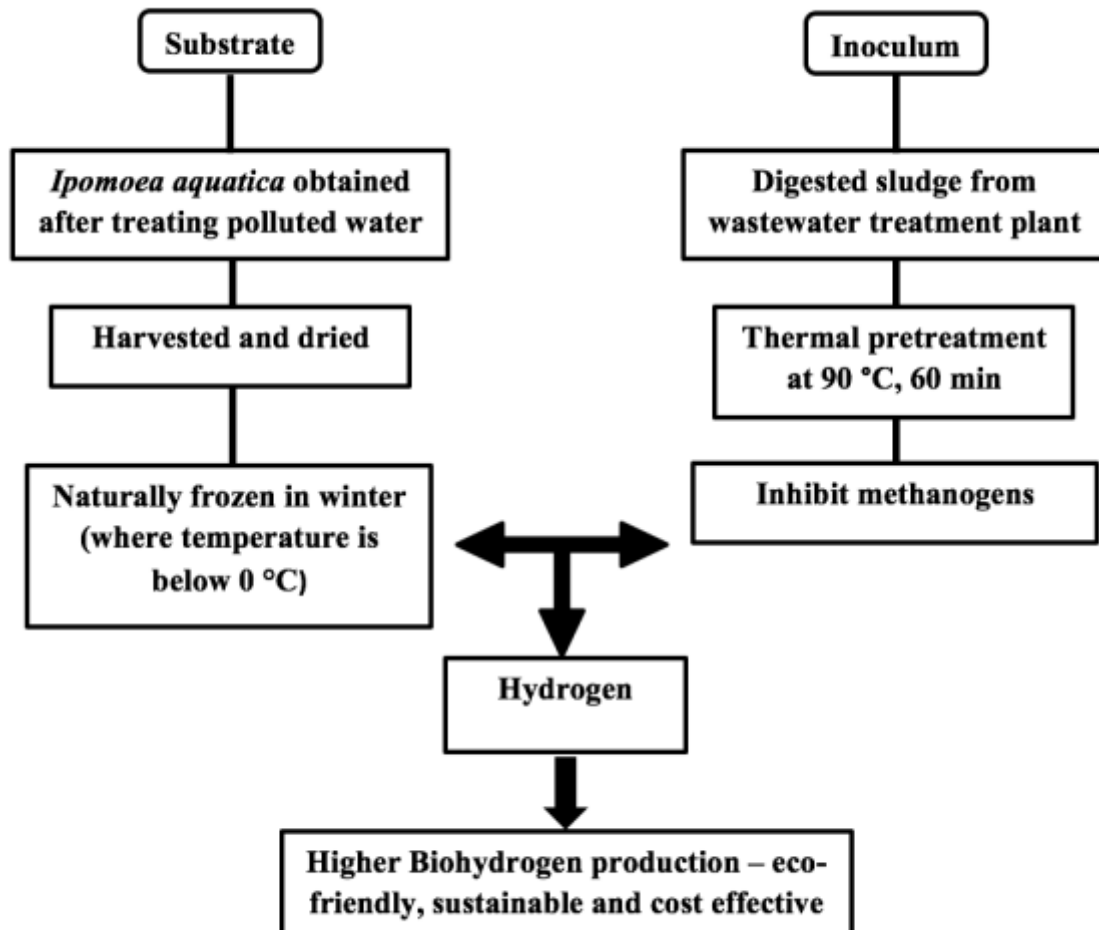 Substrate
Inoculum
Ipomoea aquatica obtained
after treating polluted water
Digested sludge from
wastewater treatment plant
Harvested and dried
Thermal pretreatment
at 90 °C, 60 min
Naturally frozen in winter
(where temperature is
below 0 °C)
Inhibit methanogens
Hydrogen
Higher Biohydrogen production – eco-
friendly, sustainable and cost effective